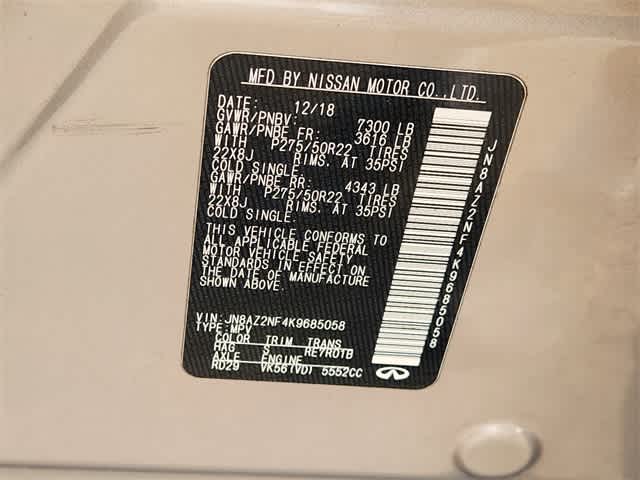 MFD BY NISSAN MOTOR CO.,LTD.
DATE: 12/18
GVWR/PNBV: 7300 LB
GAWR/PNBE FR: 3616 LB
WITH P275/50R22 TIRES
22X8J RIMS. AT 35PSI
COLD SINGLE.
GAWR/PNBE RR: 4343 LB
WITH P275/50R22 TIRES
22X8J RIMS. AT 35PSI
COLD SINGLE.
THIS VEHICLE CONFORMS TO
ALL APPLICABLE FEDERAL
MOTOR VEHICLE SAFETY
STANDARDS IN EFFECT ON
THE DATE OF MANUFACTURE
SHOWN ABOVE.
VIN: JN8AZ2NF4K9685058
TYPE: MPV
COLOR TRIM TRANS
HAG S RE7R01B
AXLE ENGINE
RD29 VK56(VD) 5552CC
JN8AZ2NF4K9685058